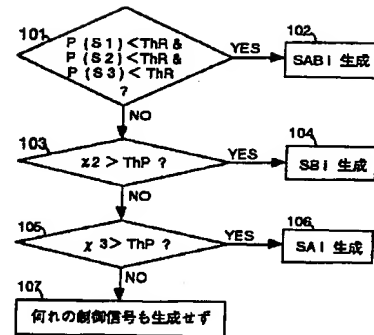 101
P (S1) <ThR &
P (S2) <ThR &
P (S3) < ThR
?
YES
102
SABI 生成
NO
103
χ2 > ThP ?
YES
104
SBI 生成
NO
105
χ 3> ThP ?
YES
106
SAI 生成
NO
107
何れの制御信号も生成せず